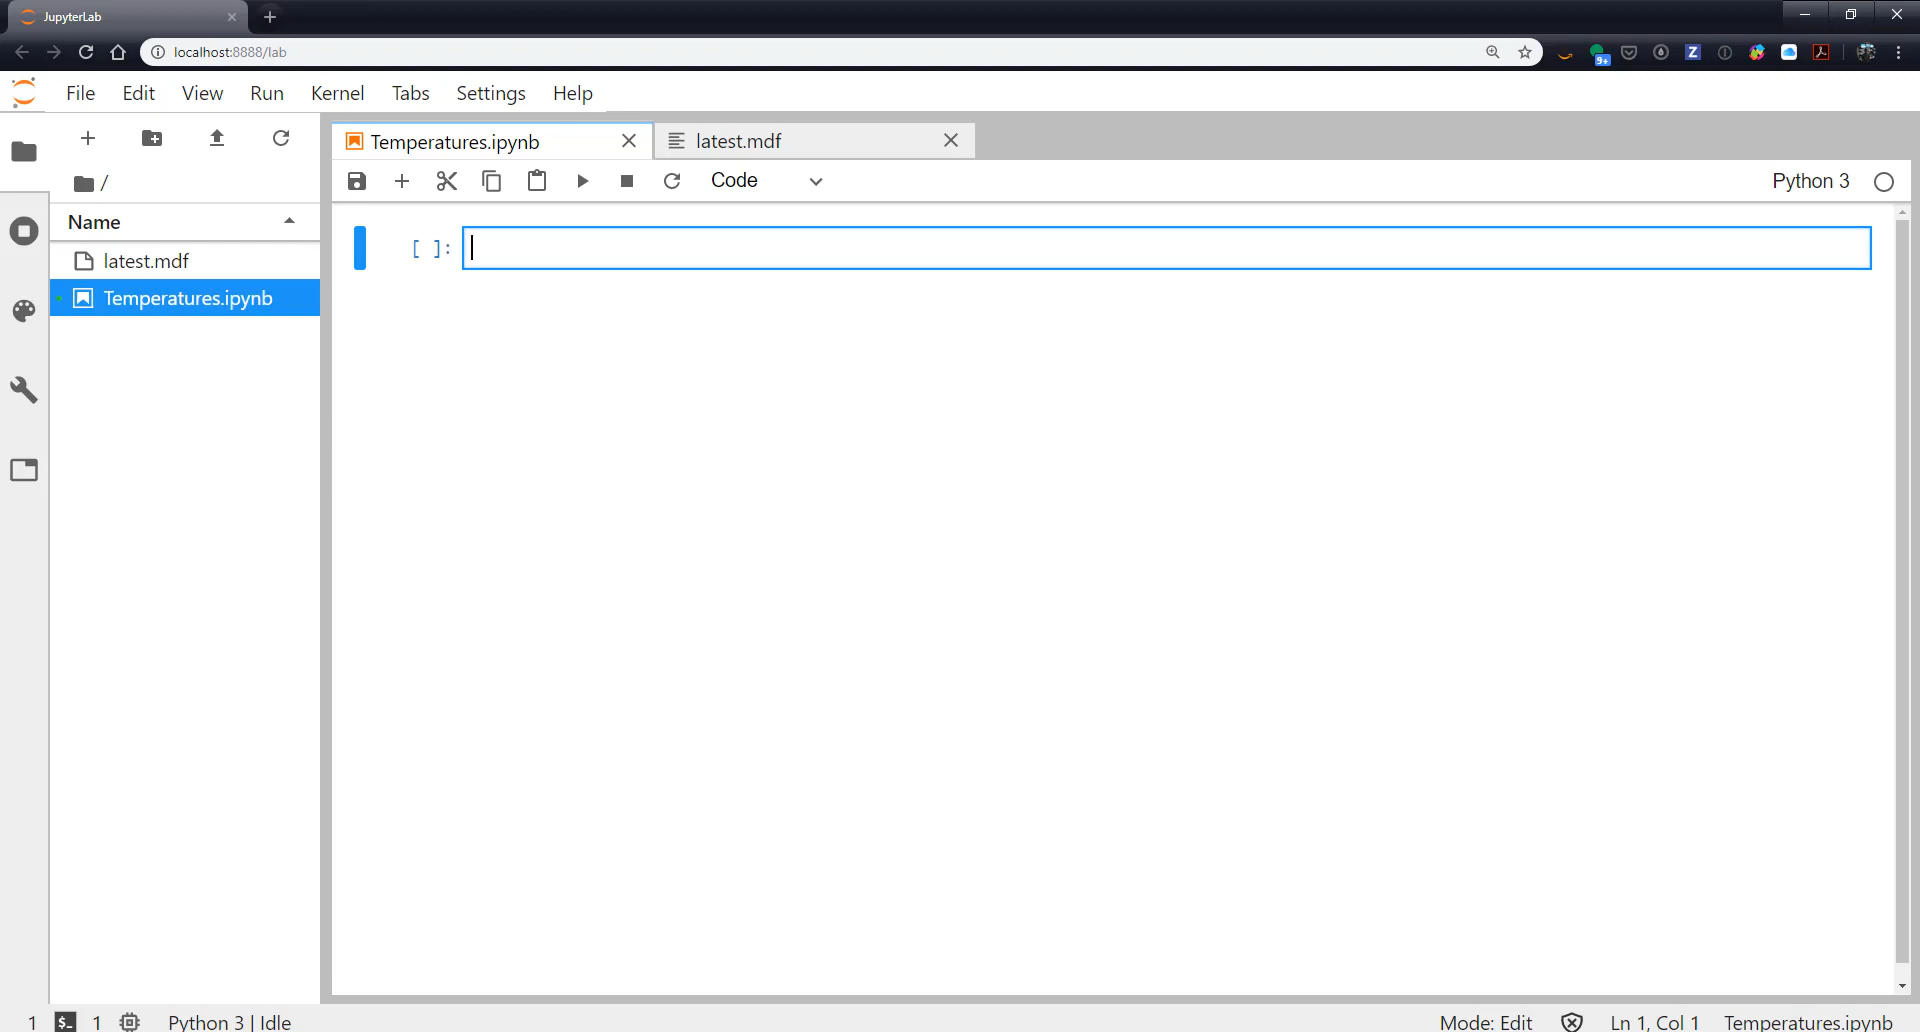 JupyterLab
localhost:8888/lab
9+
Z
File Edit View Run Kernel Tabs Settings Help
Temperatures.ipynb
latest.mdf
/
Code
Python 3
Name
[ ]:
latest.mdf
Temperatures.ipynb
1 $_ 1 Python 3 | Idle
Mode: Edit Ln 1, Col 1 Temperatures.ipynb